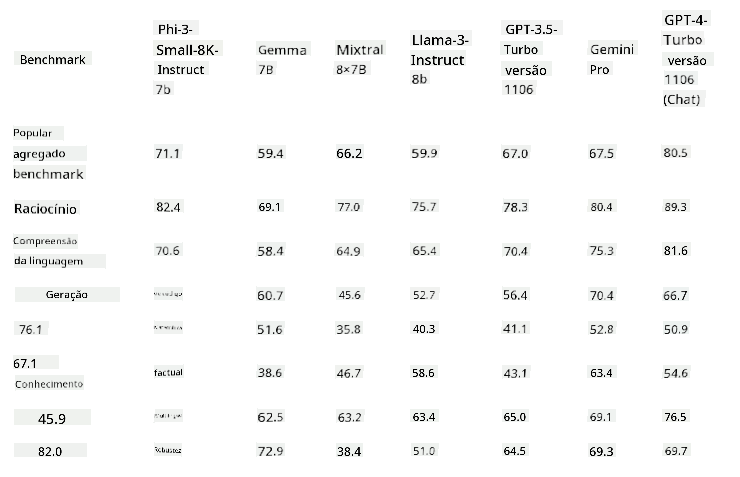 Benchmark Phi-3-Small-8K-Instruct 7b Gemma 7B Mixtral 8×7B Llama-3-Instruct 8b GPT-3.5-Turbo versão 1106 Gemini Pro GPT-4-Turbo versão 1106 (Chat)
Popular agregado benchmark 71.1 59.4 66.2 59.9 67.0 67.5 80.5
Raciocínio 82.4 69.1 77.0 75.7 78.3 80.4 89.3
Compreensão da linguagem 70.6 58.4 64.9 65.4 70.4 75.3 81.6
Geração 60.7 45.6 52.7 56.4 70.4 66.7
76.1 51.6 35.8 40.3 41.1 52.8 50.9
67.1 Conhecimento factual 38.6 46.7 58.6 43.1 63.4 54.6
45.9 62.5 63.2 63.4 65.0 69.1 76.5
82.0 Robustez 72.9 38.4 51.0 64.5 69.3 69.7